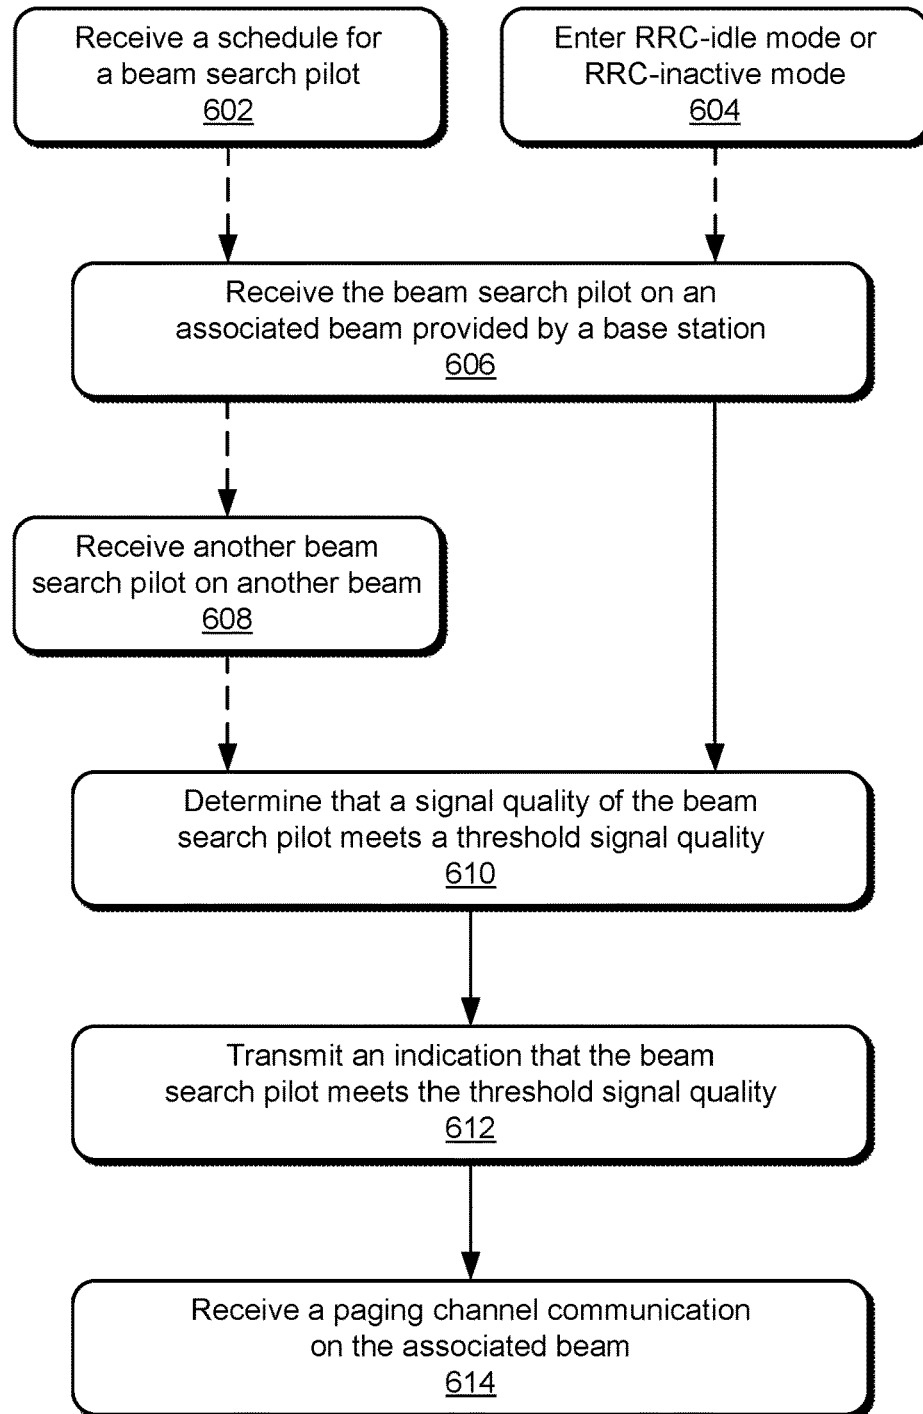 Receive a schedule for
a beam search pilot
602
Enter RRC-idle mode or
RRC-inactive mode
604
Receive the beam search pilot on an
associated beam provided by a base station
606
Receive another beam
search pilot on another beam
608
Determine that a signal quality of the beam
search pilot meets a threshold signal quality
610
Transmit an indication that the beam
search pilot meets the threshold signal quality
612
Receive a paging channel communication
on the associated beam
614